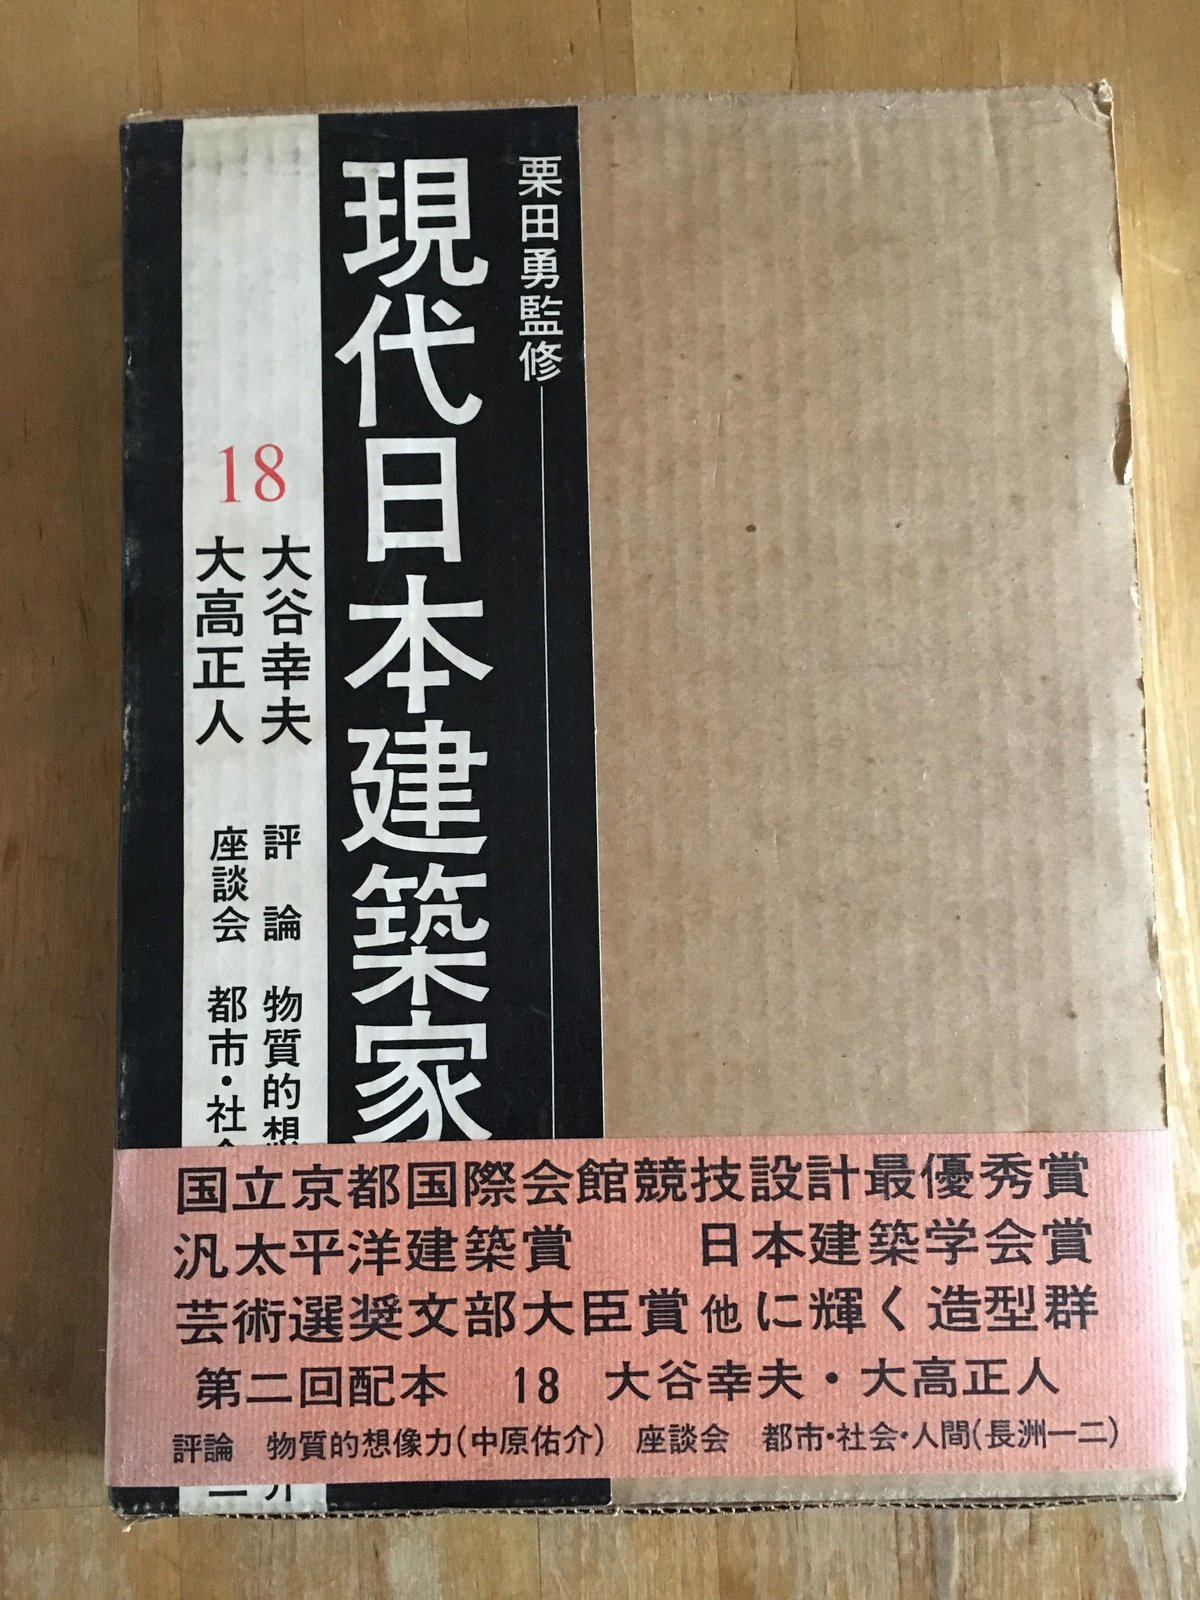 栗田勇監修
現代日本建築家
18
大谷幸夫
大高正人
評論 物質的想
座談会 都市・社会
国立京都国際会館競技設計最優秀賞
汎太平洋建築賞 日本建築学会賞
芸術選奨文部大臣賞他に輝く造型群
第二回配本 18 大谷幸夫・大高正人
評論 物質的想像力(中原佑介) 座談会 都市・社会・人間(長洲一二)
介
二